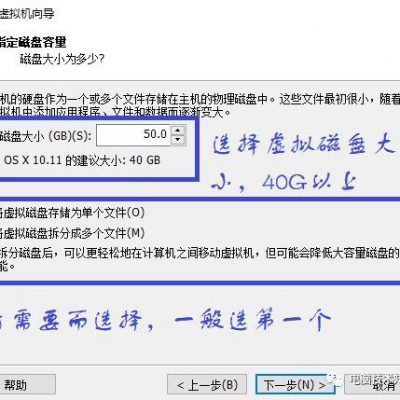 虚拟机向导
指定磁盘容量
磁盘大小为多少?
机的硬盘作为一个或多个文件存储在主机的物理磁盘中。这些文件最初很小，随着
拟机中添加应用程序、文件和数据而逐渐变大。
磁盘大小 (GB)(S):
50.0
OS X 10.11 的建议大小: 40 GB
选择虚拟磁盘大
小，40G以上
将虚拟磁盘存储为单个文件(O)
将虚拟磁盘拆分成多个文件(M)
拆分磁盘后，可以更轻松地在计算机之间移动虚拟机，但可能会降低大容量磁盘的
能。
需要而选择，一般选第一个
电脑技术
帮助
< 上一步(B)
下一步(N) >
取消